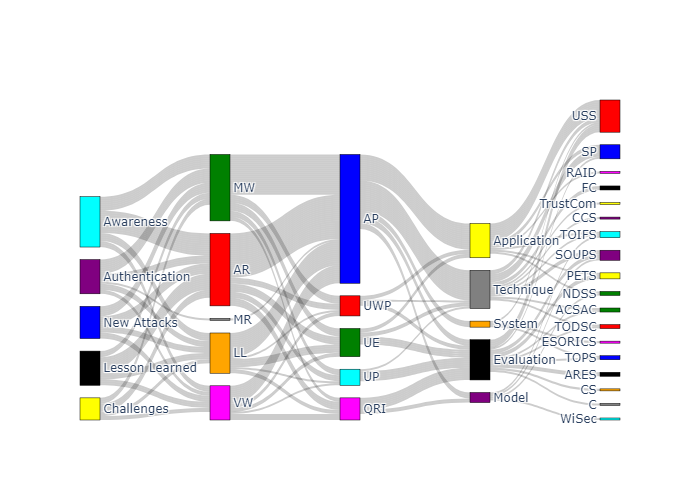 Awareness
Authentication
New Attacks
Lesson Learned
Challenges
MW
AR
MR
LL
VW
AP
UWP
UE
UP
QRI
Application
Technique
System
Evaluation
Model
USS
SP
RAID
FC
TrustCom
CCS
TOIFS
SOUPS
PETS
NDSS
ACSAC
TODSC
ESORICS
TOPS
ARES
CS
C
WiSec